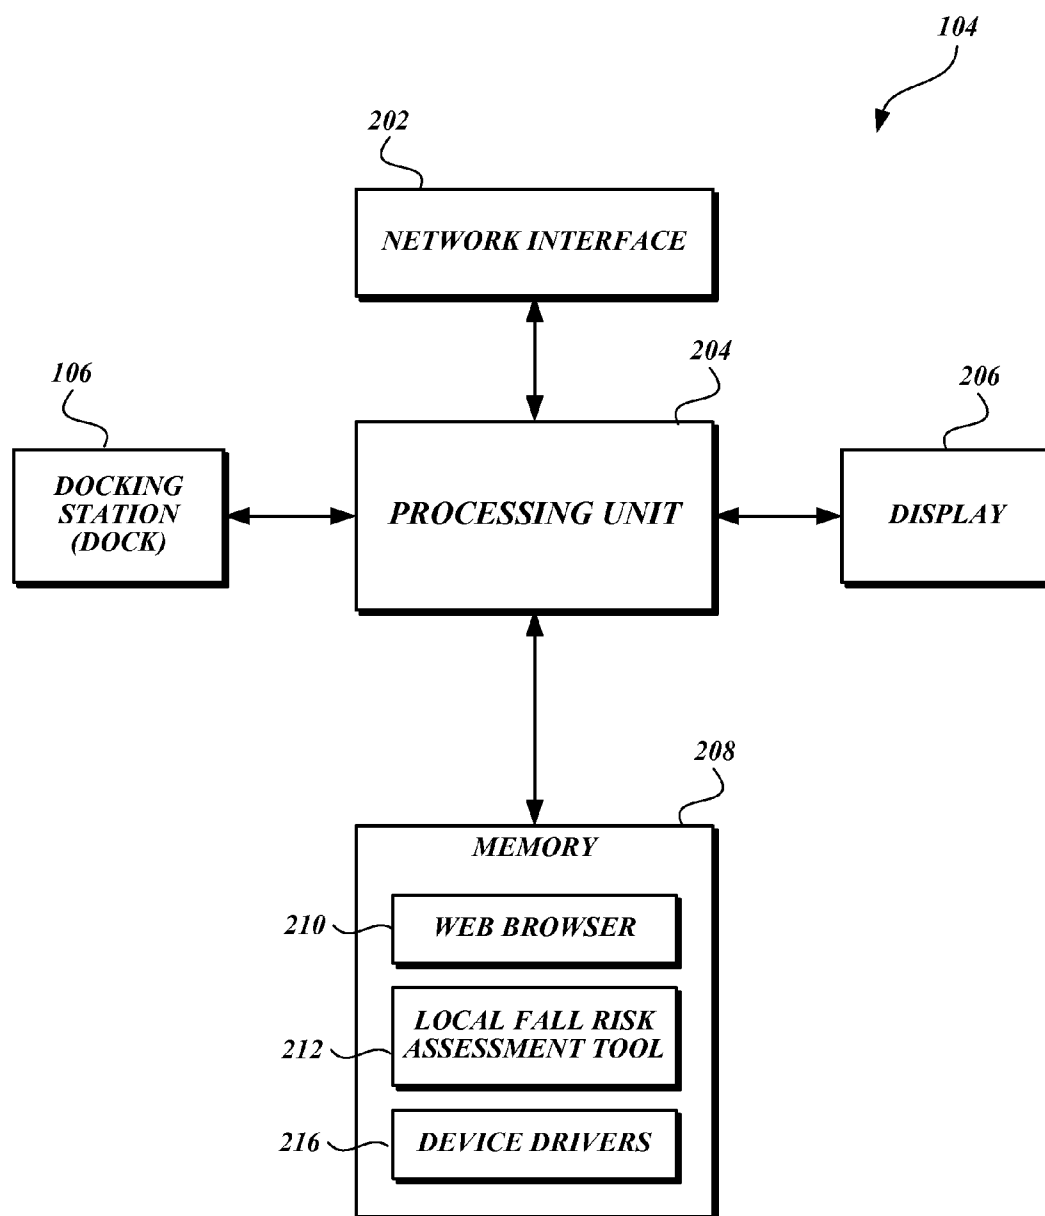 104
202
NETWORK INTERFACE
204
106
206
DOCKING
STATION
(DOCK)
PROCESSING UNIT
DISPLAY
208
MEMORY
210
WEB BROWSER
LOCAL FALL RISK
ASSESSMENT TOOL
212
216
DEVICE DRIVERS